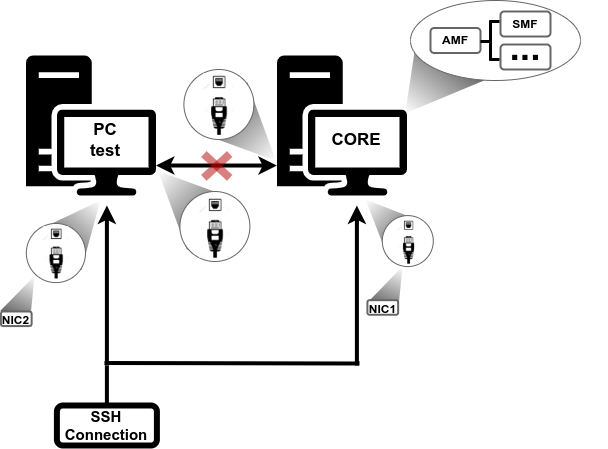 AMF
SMF
...
PC
test
CORE
NIC2
NIC1
SSH
Connection